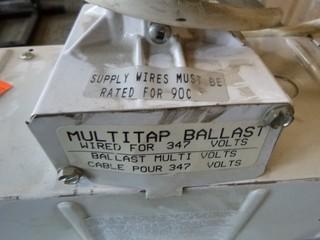 SUPPLY WIRES MUST BE
RATED FOR 90C
MULTITAP BALLAST
WIRED FOR 347 VOLTS
BALLAST MULTI VOLTS
CABLE POUR 347 VOLTS